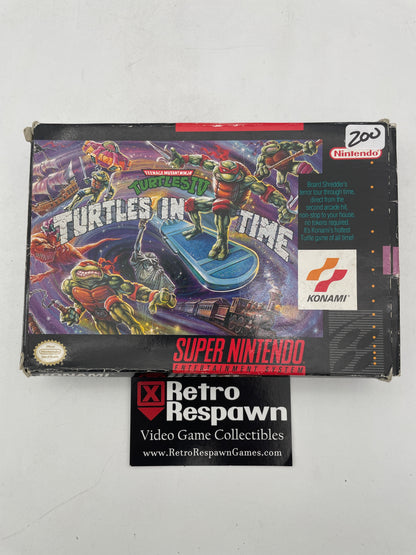 200
Nintendo
TEENAGE MUTANT NINJA
TURTLES IV
TURTLES IN TIME
Board Shredder's
terror tour through time,
direct from the
second arcade hit,
non-stop to your house,
no tokens required.
It's Konami's hottest
Turtle game of all time!
KONAMI
SUPER NINTENDO
ENTERTAINMENT SYSTEM
Retro
Respawn
Video Game Collectibles
www.RetroRespawnGames.com